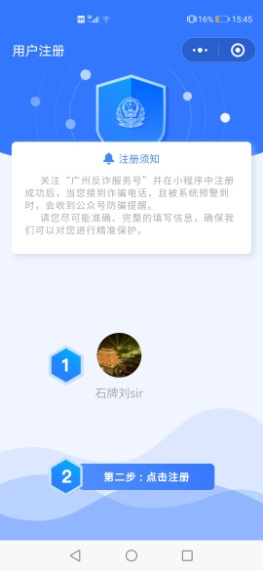 16% 15:45
用户注册
注册须知
关注“广州反诈服务号”并在小程序中注册
成功后，当您接到诈骗电话，且被系统预警到
时，会收到公众号防骗提醒。
请您尽可能准确、完整的填写信息，确保我
们可以对您进行精准保护。
1
石牌刘sir
2 第二步：点击注册